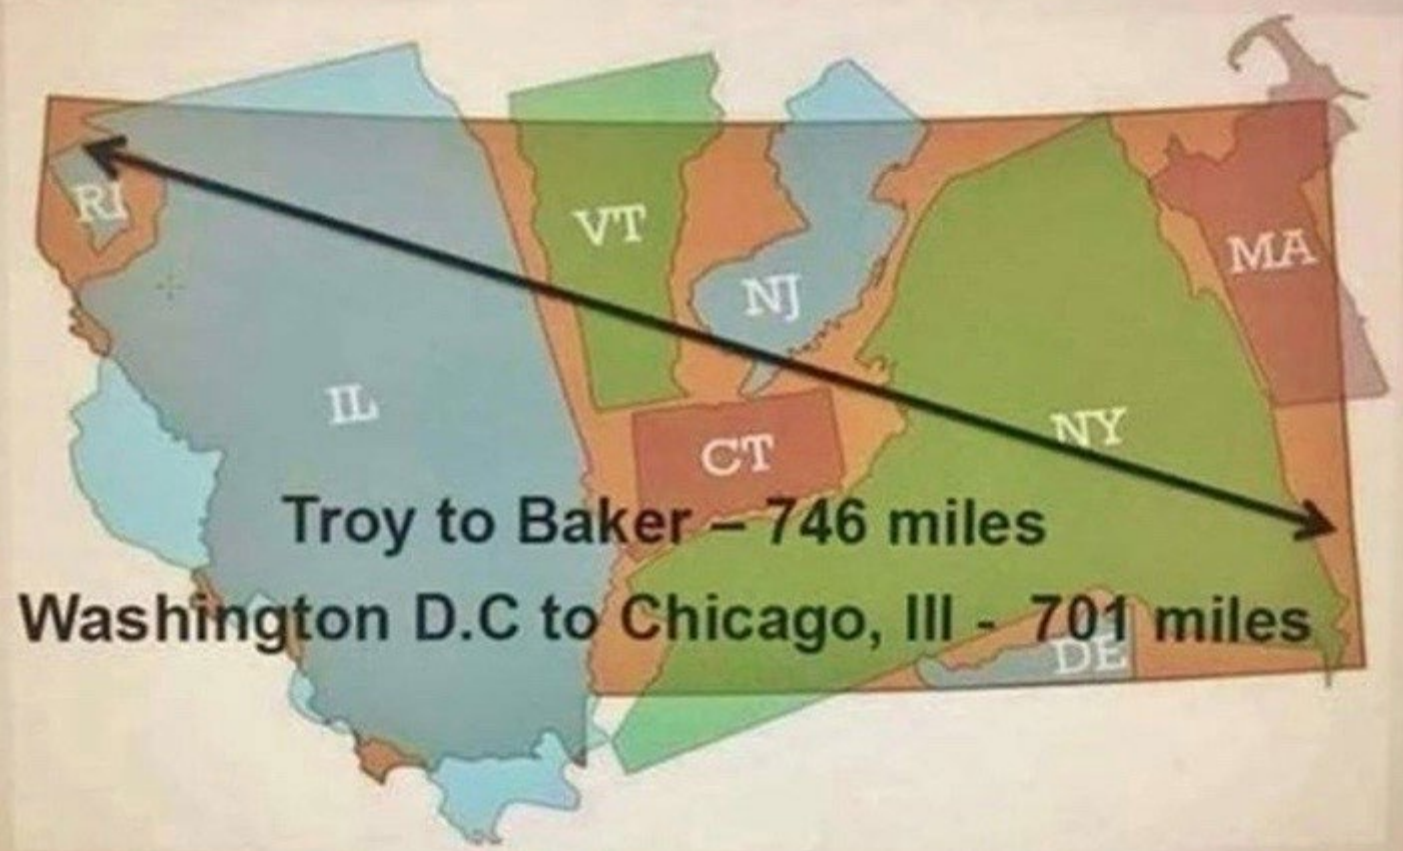 RI
VT
NJ
MA
IL
NY
CT
Troy to Baker – 746 miles
Washington D.C to Chicago, Ill - 701 miles
DE